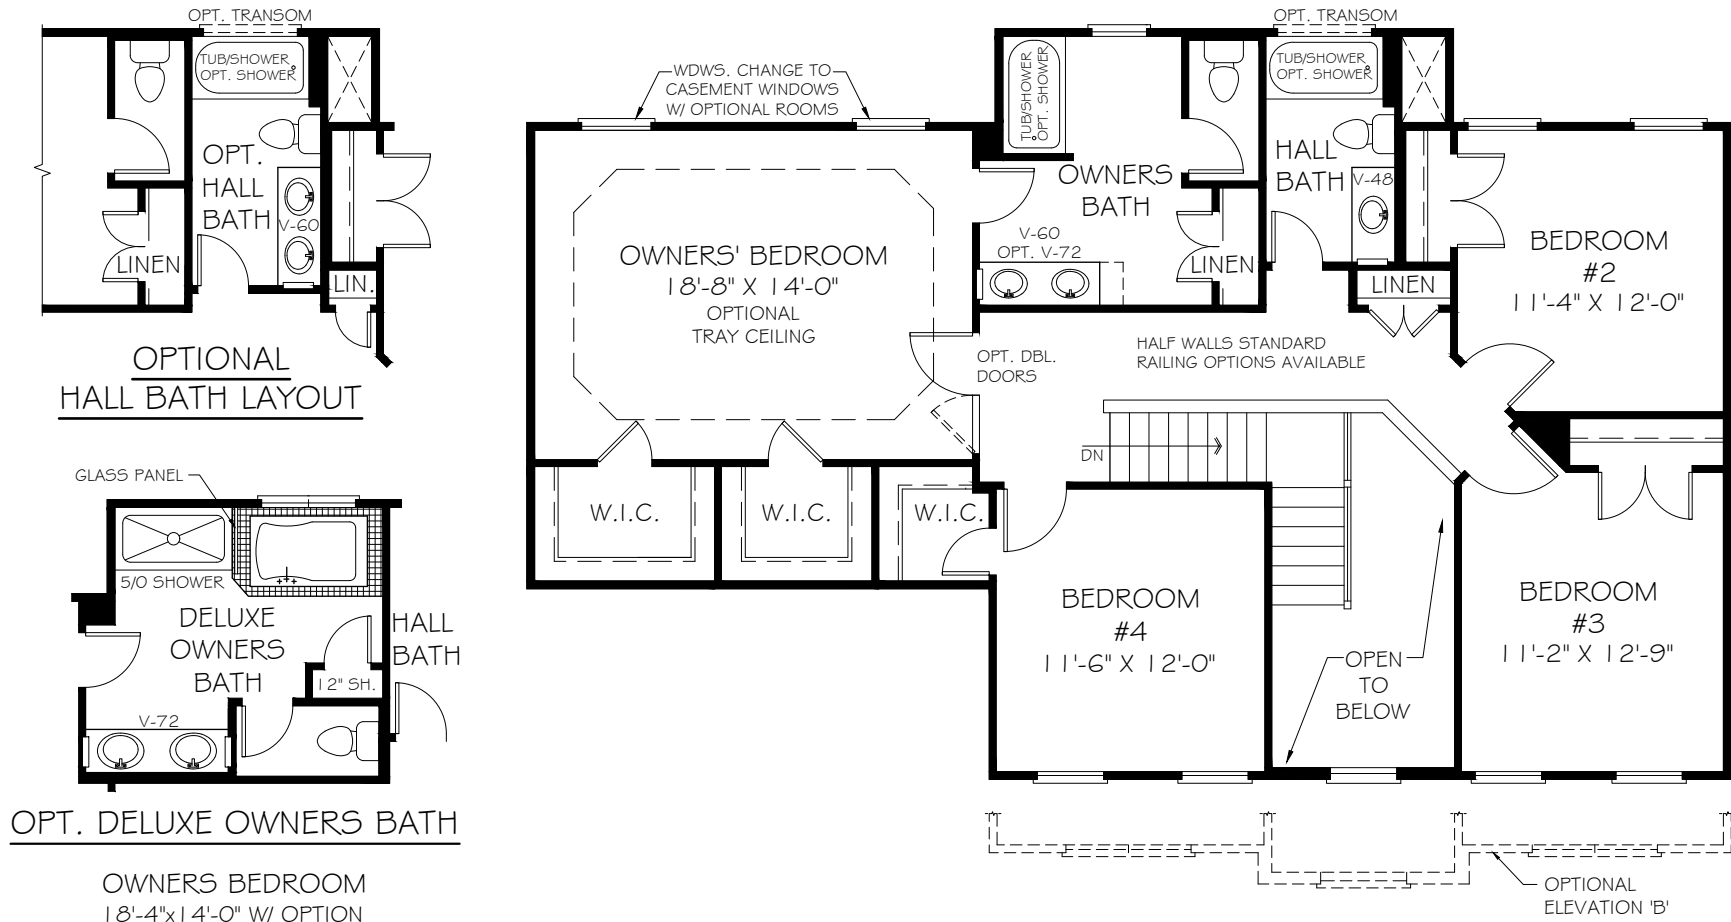 OPT. TRANSOM
TUB/SHOWER
OPT. SHOWER
OPT.
HALL
BATH
V-60
LINEN
LIN.
OPTIONAL
HALL BATH LAYOUT
GLASS PANEL
5/0 SHOWER
DELUXE
OWNERS
BATH
HALL
BATH
12" SH.
V-72
OPT. DELUXE OWNERS BATH
OWNERS BEDROOM
18'-4"x14'-0" W/ OPTION
WDWS. CHANGE TO
CASEMENT WINDOWS
W/ OPTIONAL ROOMS
OWNERS' BEDROOM
18'-8" X 14'-0"
OPTIONAL
TRAY CEILING
TUB/SHOWER
OPT. SHOWER
OWNERS
BATH
V-60
OPT. V-72
LINEN
OPT. TRANSOM
TUB/SHOWER
OPT. SHOWER
HALL
BATH
V-48
LINEN
BEDROOM
#2
11'-4" X 12'-0"
OPT. DBL.
DOORS
HALF WALLS STANDARD
RAILING OPTIONS AVAILABLE
DN
W.I.C.
W.I.C.
W.I.C.
BEDROOM
#4
11'-6" X 12'-0"
OPEN
TO
BELOW
BEDROOM
#3
11'-2" X 12'-9"
OPTIONAL
ELEVATION 'B'